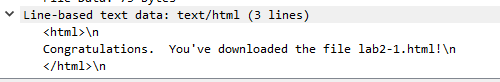 Line-based text data: text/html (3 lines)
<html>\n
Congratulations.  You've downloaded the file lab2-1.html!\n
</html>\n